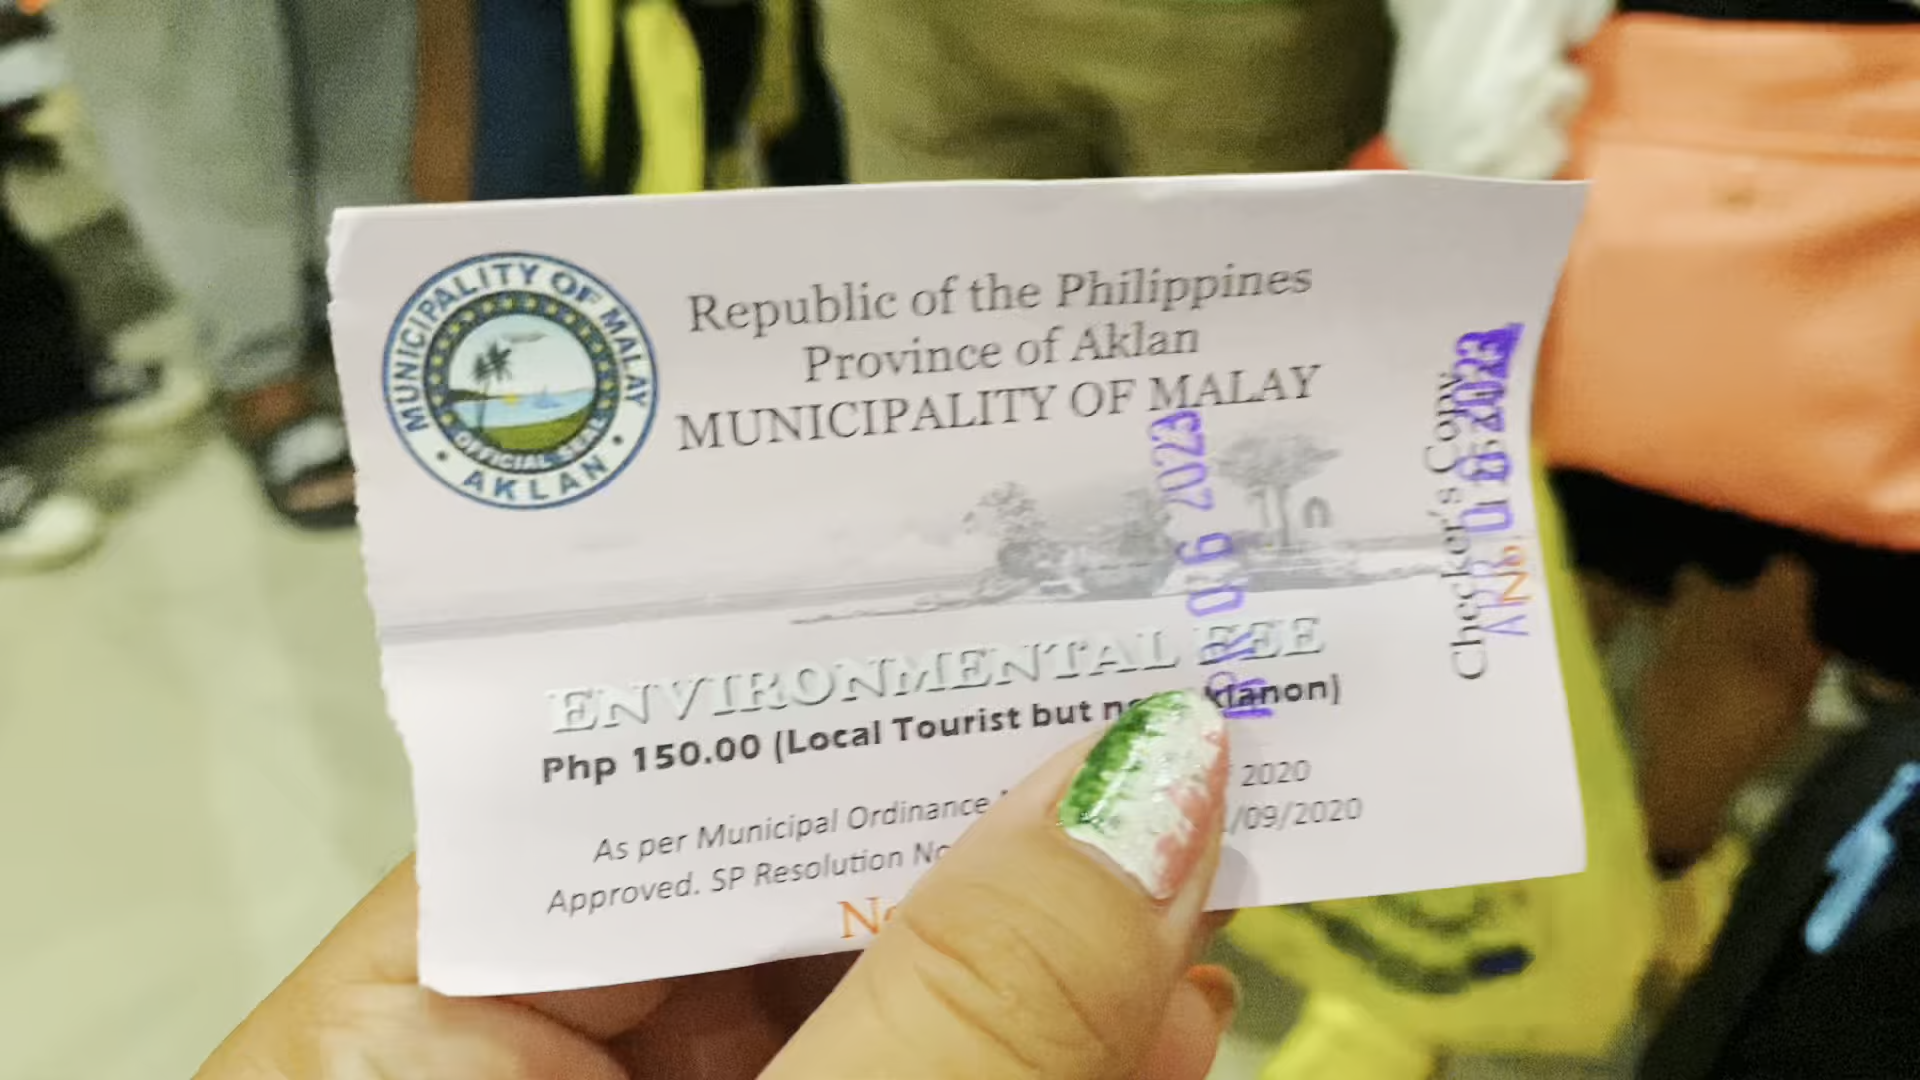 MUNICIPALITY OF MALAY
OFFICIAL SEAL
AKLAN
Republic of the Philippines
Province of Aklan
MUNICIPALITY OF MALAY
ENVIRONMENTAL FEE
Php 150.00 (Local Tourist but
As per Municipal Ordinance 2020
Approved. SP Resolution No /09/2020
Checker's Copy
No.
2023
2023